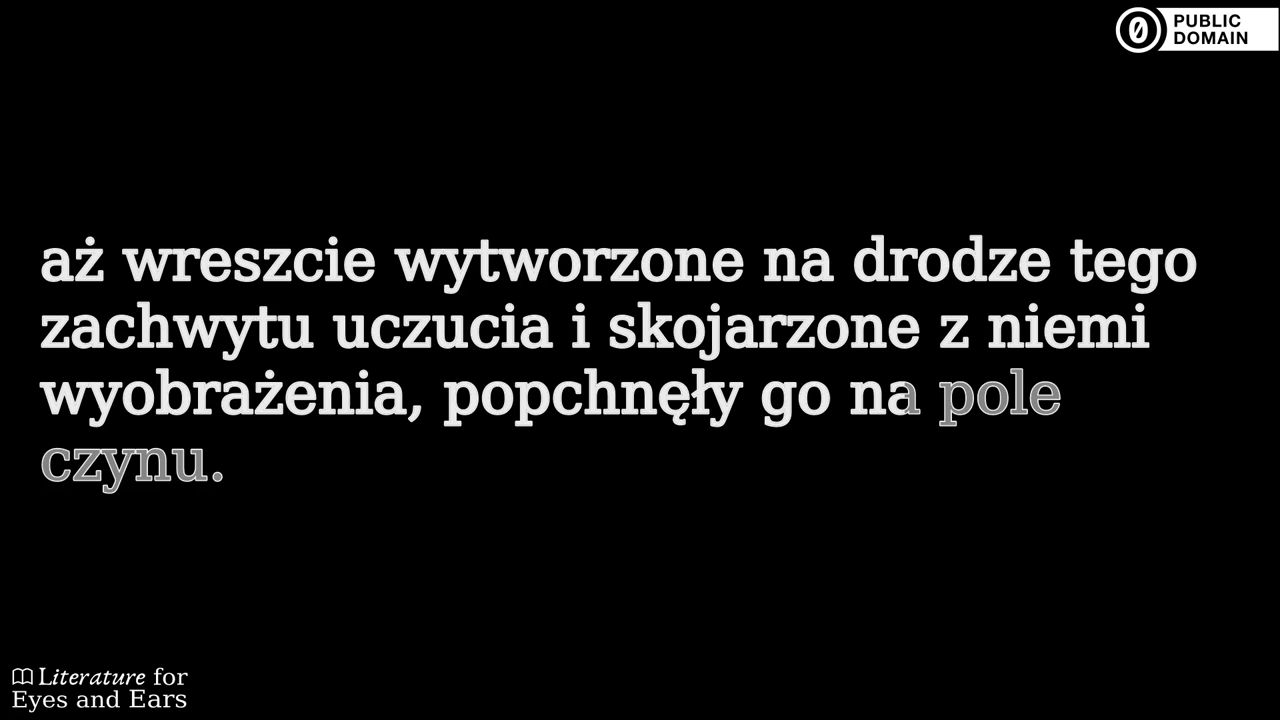 PUBLIC
DOMAIN
aż wreszcie wytworzone na drodze tego
zachwytu uczucia i skojarzone z niemi
wyobrażenia, popchnęły go na pole
czynu.
Literature for
Eyes and Ears